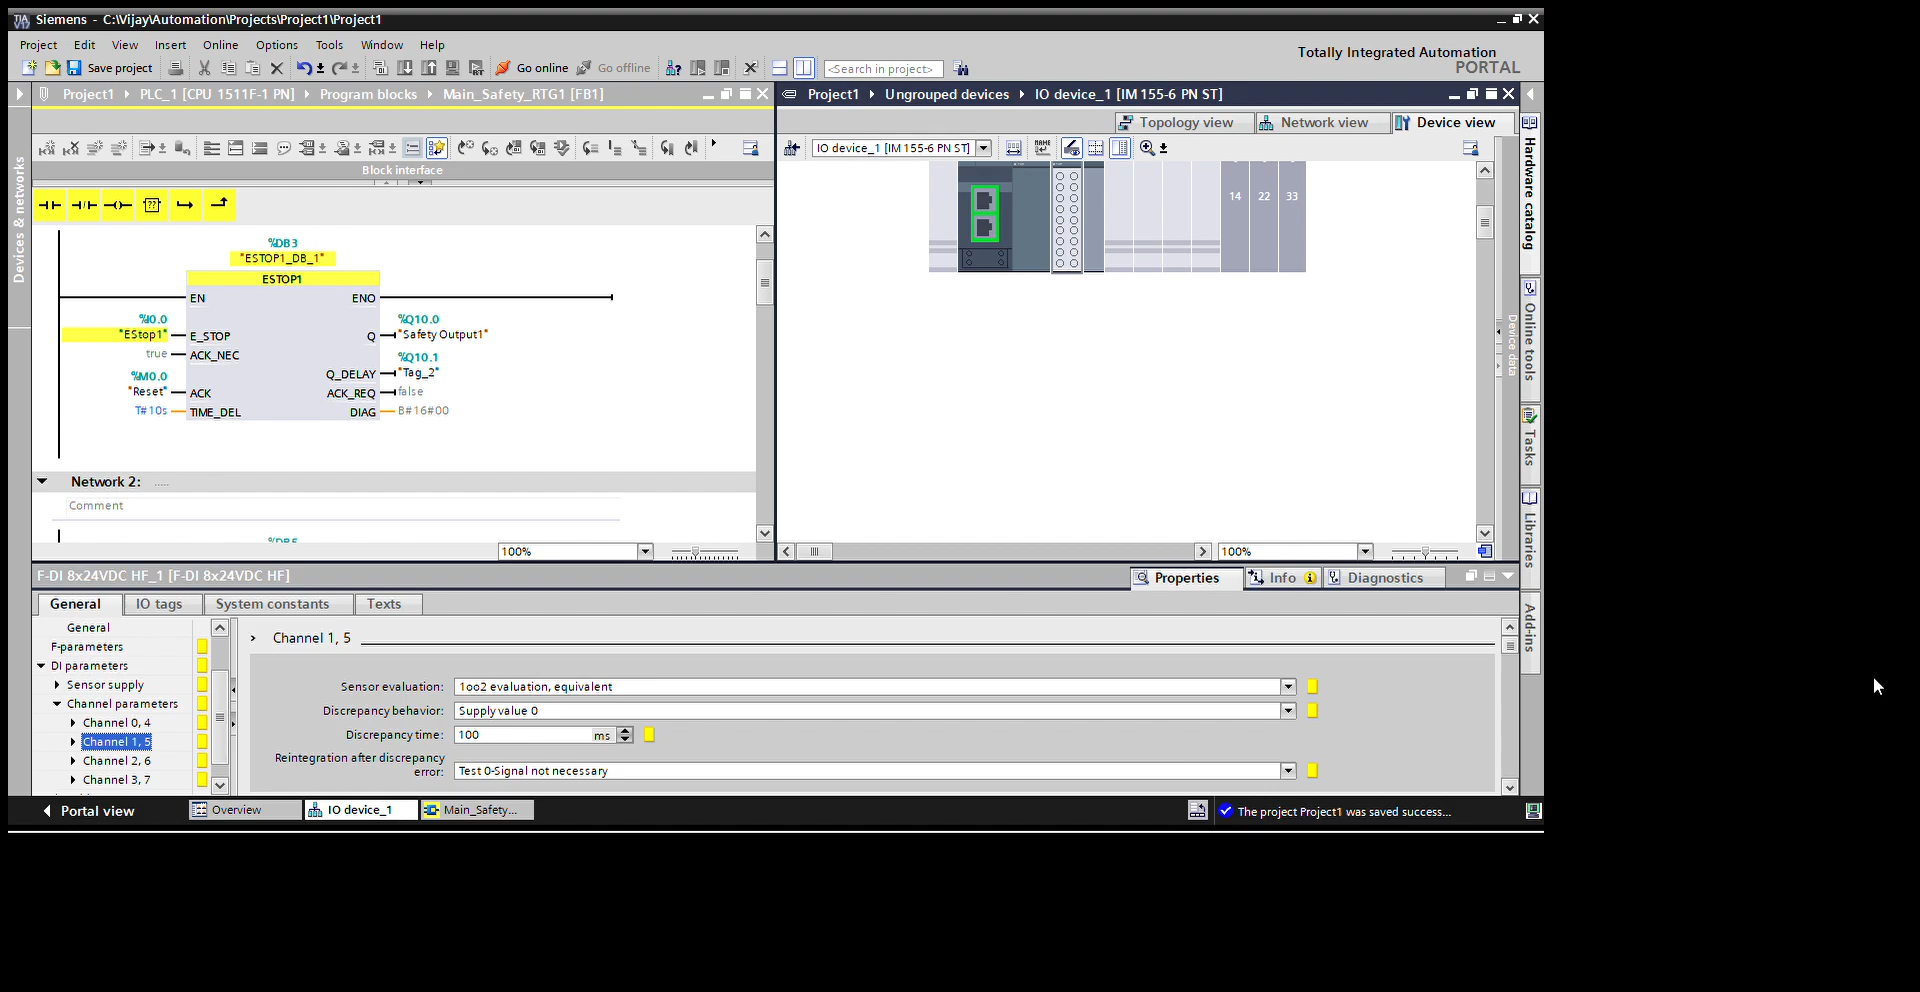 Siemens - C:\Vijay\Automation\Projects\Project1\Project1
Project Edit View Insert Online Options Tools Window Help
Totally Integrated Automation
PORTAL
Save project
Go online
Go offline
<Search in project>
Project1 PLC_1 [CPU 1511F-1 PN] Program blocks Main_Safety_RTG1 [FB1]
Project1 Ungrouped devices IO device_1 [IM 155-6 PN ST]
Topology view Network view Device view
IO device_1 [IM 155-6 PN ST]
Block interface
Devices & networks
??
14 22 33
%DB3
"ESTOP1_DB_1"
ESTOP1
EN ENO
%I0.0 %Q10.0
"EStop1" E_STOP Q "Safety Output1"
true ACK_NEC %Q10.1
%M0.0 Q_DELAY "Tag_2"
"Reset" ACK ACK_REQ false
T#10s TIME_DEL DIAG B#16#00
Network 2: .....
Comment
%DB5
100%
100%
Hardware catalog
Online tools
Tasks
Libraries
Add-ins
Device data
F-DI 8x24VDC HF_1 [F-DI 8x24VDC HF]
Properties Info Diagnostics
General IO tags System constants Texts
General
F-parameters
DI parameters
Sensor supply
Channel parameters
Channel 0, 4
Channel 1, 5
Channel 2, 6
Channel 3, 7
Channel 1, 5
Sensor evaluation: 1oo2 evaluation, equivalent
Discrepancy behavior: Supply value 0
Discrepancy time: 100 ms
Reintegration after discrepancy
error: Test 0-Signal not necessary
Portal view Overview IO device_1 Main_Safety... The project Project1 was saved success...